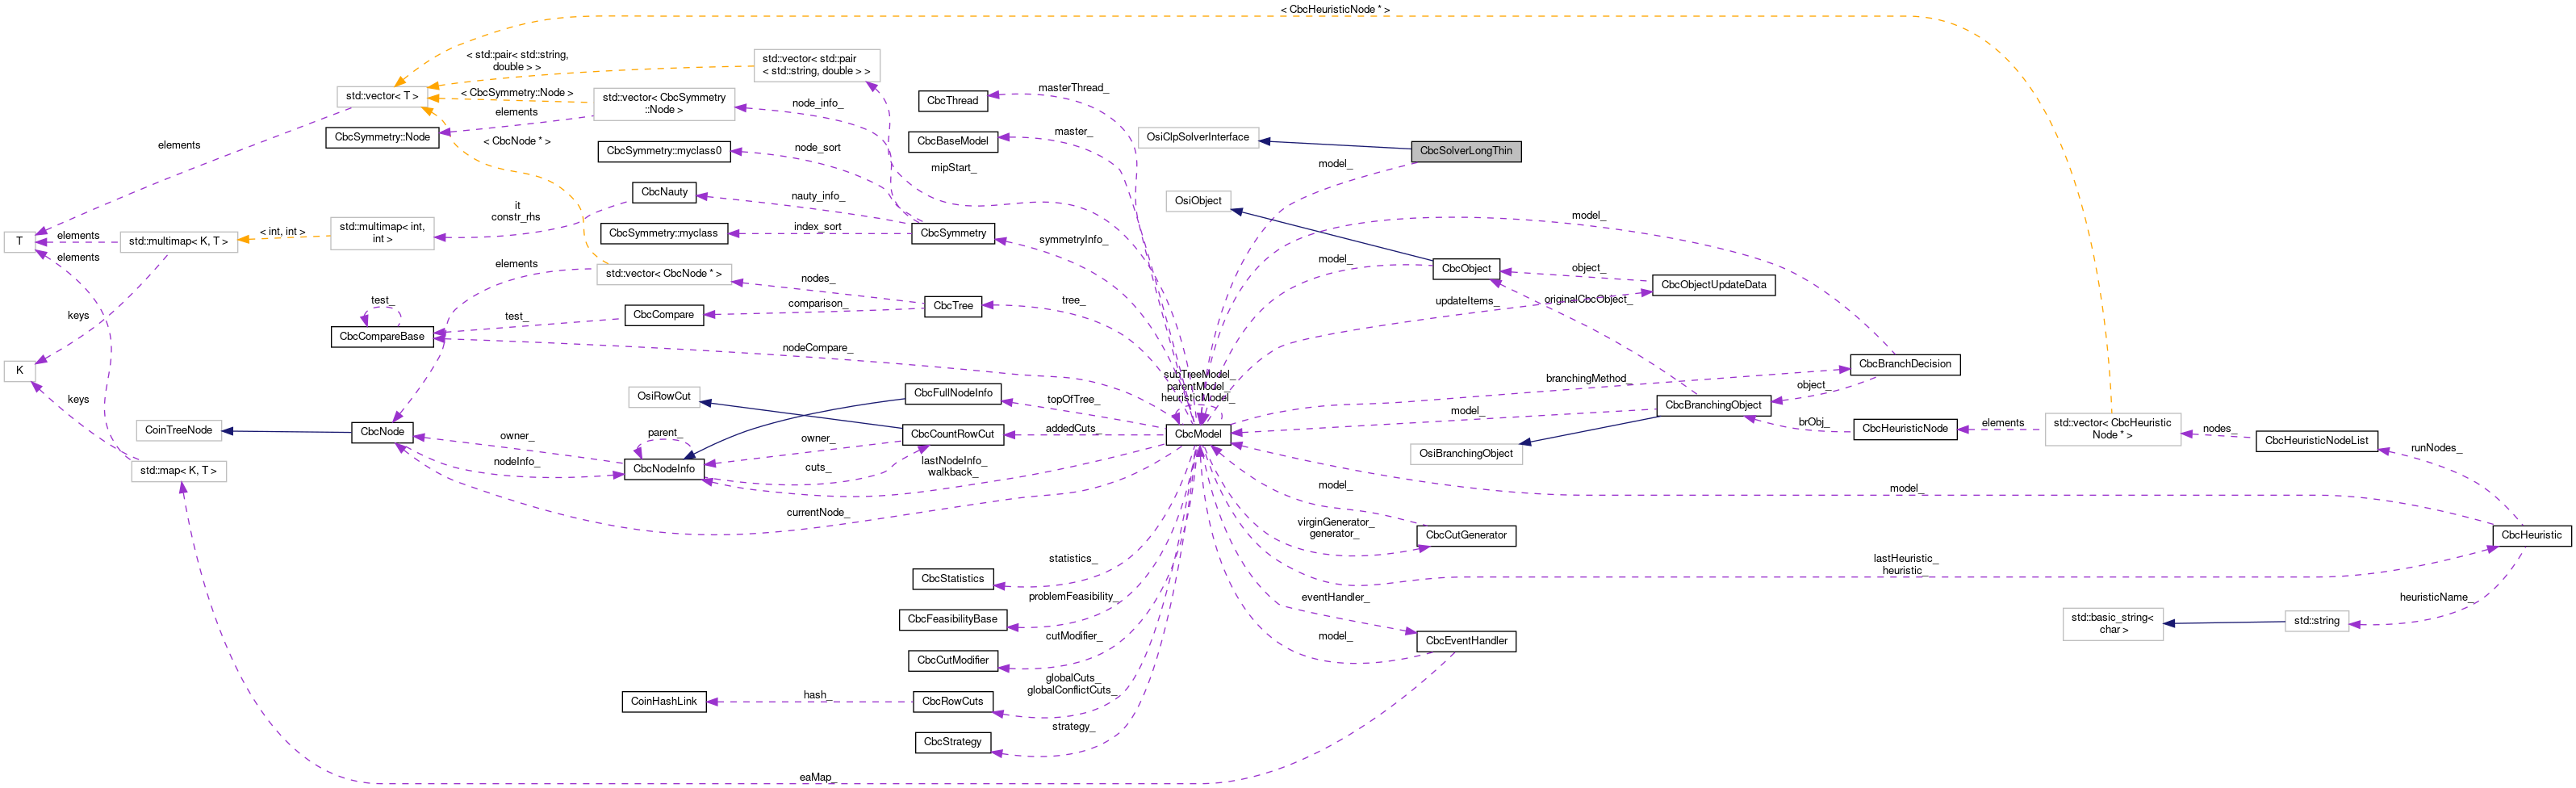 < CbcHeuristicNode * >
< std::pair< std::string,
double > >
std::vector< std::pair
< std::string, double > >
std::vector< T >
< CbcSymmetry::Node >
std::vector< CbcSymmetry
::Node >
node_info_
CbcThread
masterThread_
elements
CbcSymmetry::Node
< CbcNode * >
CbcBaseModel
master_
OsiClpSolverInterface
CbcSolverLongThin
elements
CbcSymmetry::myclass0
node_sort
mipStart_
model_
CbcNauty
nauty_info_
OsiObject
it
constr_rhs
model_
T
elements
std::multimap< K, T >
< int, int >
std::multimap< int,
int >
CbcSymmetry::myclass
index_sort
CbcSymmetry
symmetryInfo_
elements
elements
std::vector< CbcNode * >
nodes_
model_
CbcObject
object_
CbcObjectUpdateData
test_
comparison_
CbcTree
tree_
updateItems_
originalCbcObject_
keys
CbcCompareBase
test_
CbcCompare
nodeCompare_
K
subTreeModel_
parentModel_
heuristicModel_
branchingMethod_
CbcBranchDecision
object_
keys
OsiRowCut
CbcFullNodeInfo
topOfTree_
model_
CbcBranchingObject
brObj_
CbcHeuristicNode
elements
std::vector< CbcHeuristic
Node * >
nodes_
CbcHeuristicNodeList
CoinTreeNode
CbcNode
owner_
parent_
owner_
CbcCountRowCut
addedCuts_
CbcModel
OsiBranchingObject
runNodes_
std::map< K, T >
nodeInfo_
CbcNodeInfo
cuts_
lastNodeInfo_
walkback_
model_
model_
currentNode_
virginGenerator_
generator_
CbcCutGenerator
CbcHeuristic
statistics_
CbcStatistics
lastHeuristic_
heuristic_
problemFeasibility_
CbcFeasibilityBase
eventHandler_
heuristicName_
std::basic_string<
char >
std::string
cutModifier_
CbcCutModifier
model_
CbcEventHandler
globalCuts_
globalConflictCuts_
CoinHashLink
hash_
CbcRowCuts
strategy_
CbcStrategy
eaMap_